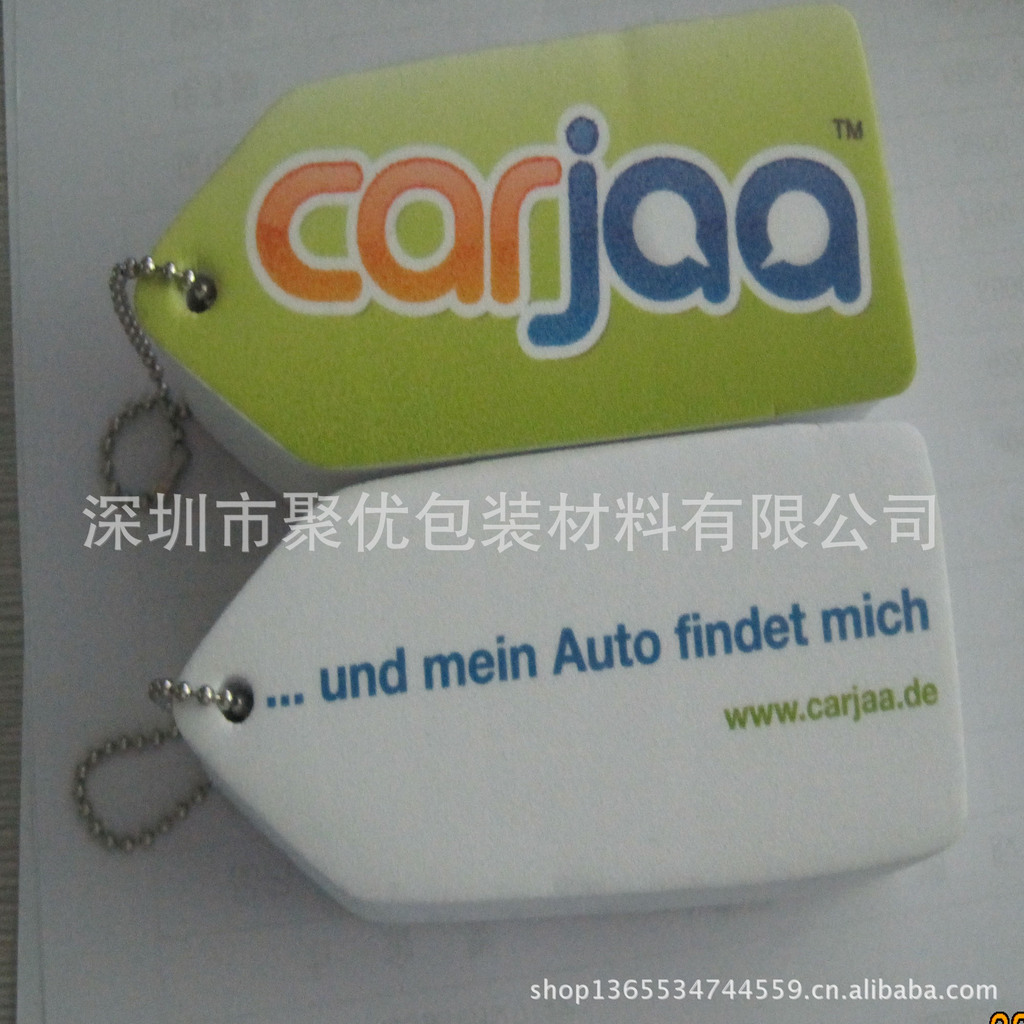 carjaa TM
深圳市聚优包装材料有限公司
... und mein Auto findet mich
www.carjaa.de
shop1365534744559.cn.alibaba.com